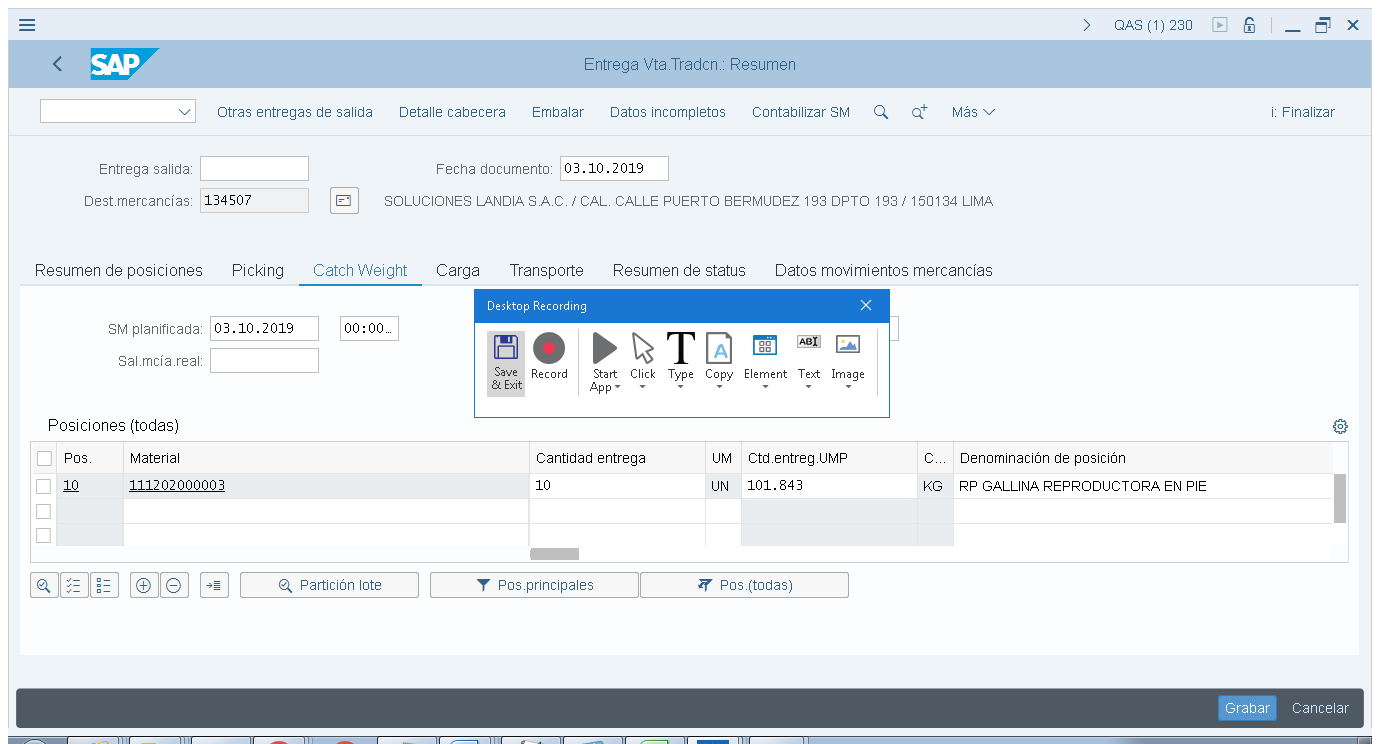 QAS (1) 230
SAP Entrega Vta.Tradcn.: Resumen
Otras entregas de salida Detalle cabecera Embalar Datos incompletos Contabilizar SM Más i: Finalizar
Entrega salida: Fecha documento: 03.10.2019
Dest.mercancías: 134507 SOLUCIONES LANDIA S.A.C. / CAL. CALLE PUERTO BERMUDEZ 193 DPTO 193 / 150134 LIMA
Resumen de posiciones Picking Catch Weight Carga Transporte Resumen de status Datos movimientos mercancías
Desktop Recording
SM planificada: 03.10.2019 00:00...
Sal.mcía.real:
Save & Exit Record Start App Click Type Copy Element Text Image
Posiciones (todas)
Pos. Material Cantidad entrega UM Ctd.entreg.UMP C... Denominación de posición
10 111202000003 10 UN 101.843 KG RP GALLINA REPRODUCTORA EN PIE
Partición lote Pos.principales Pos.(todas)
Grabar Cancelar